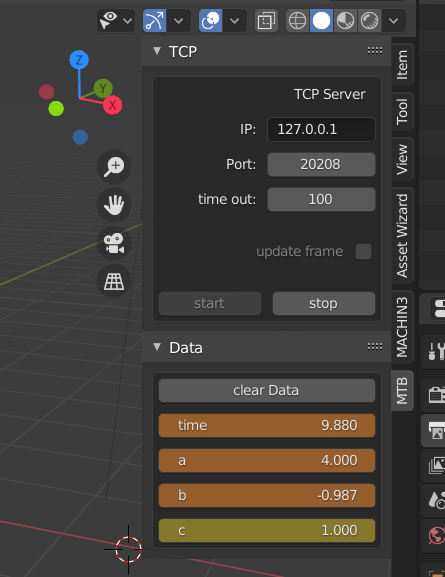 TCP
TCP Server
IP: 127.0.0.1
Port: 20208
time out: 100
update frame
start stop
Data
clear Data
time 9.880
a 4.000
b -0.987
c 1.000
Z
Y
X
Item
Tool
View
Asset Wizard
MACHIN3
MTB